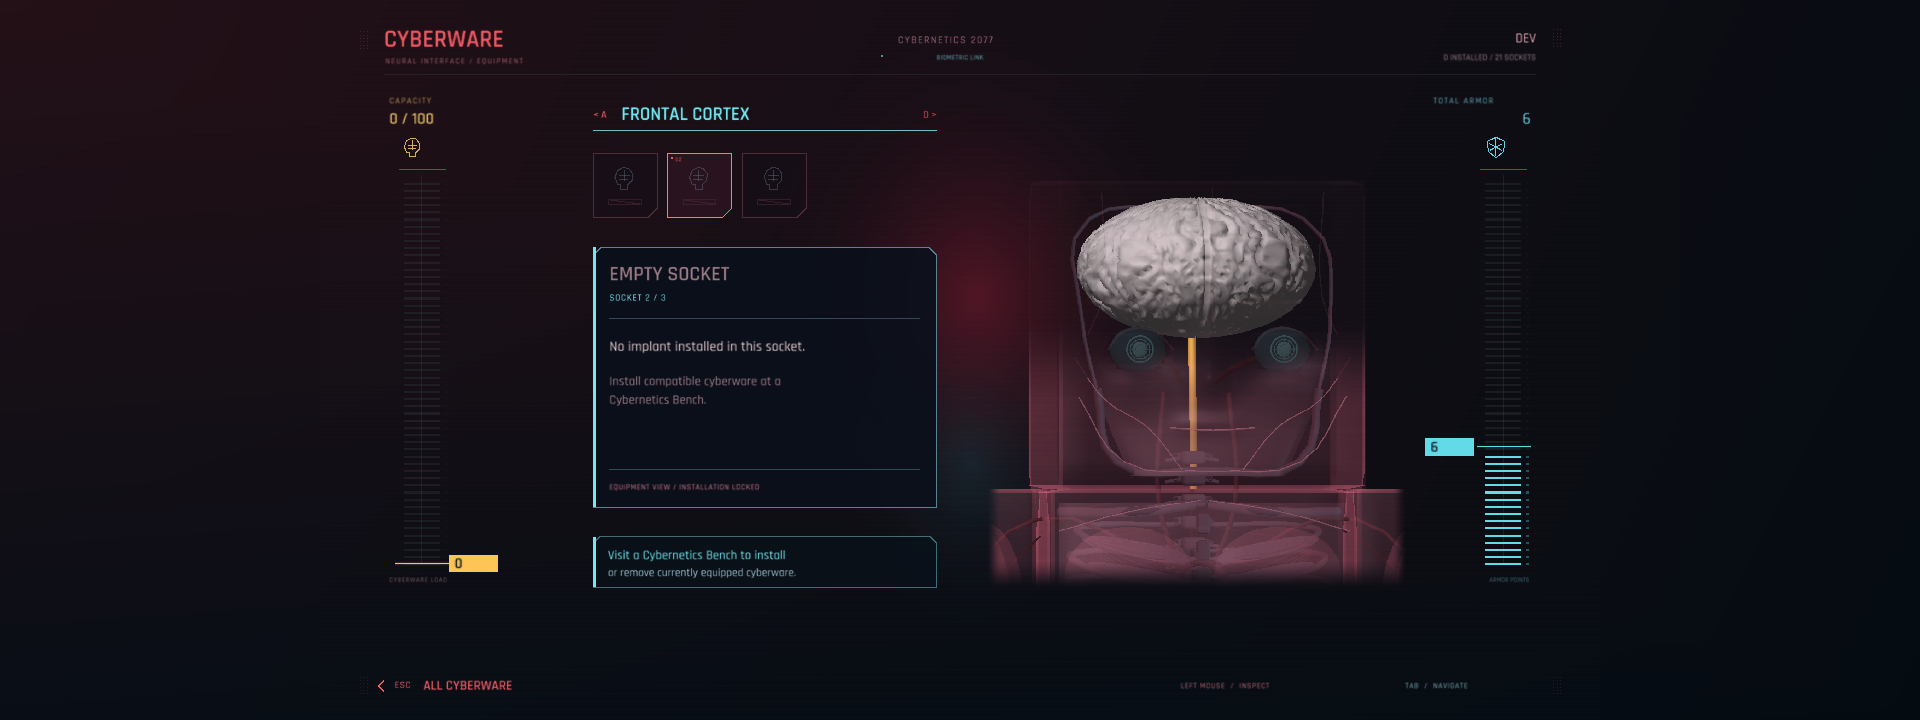 CYBERWARE
NEURAL INTERFACE / EQUIPMENT
CYBERNETICS 2077
BIOMETRIC LINK
DEV
0 INSTALLED / 21 SOCKETS
CAPACITY
0 / 100
TOTAL ARMOR
6
< A
FRONTAL CORTEX
D >
02
EMPTY SOCKET
SOCKET 2 / 3
No implant installed in this socket.
Install compatible cyberware at a
Cybernetics Bench.
EQUIPMENT VIEW / INSTALLATION LOCKED
Visit a Cybernetics Bench to install
or remove currently equipped cyberware.
6
0
CYBERWARE LOAD
ARMOR POINTS
ESC
ALL CYBERWARE
LEFT MOUSE / INSPECT
TAB / NAVIGATE